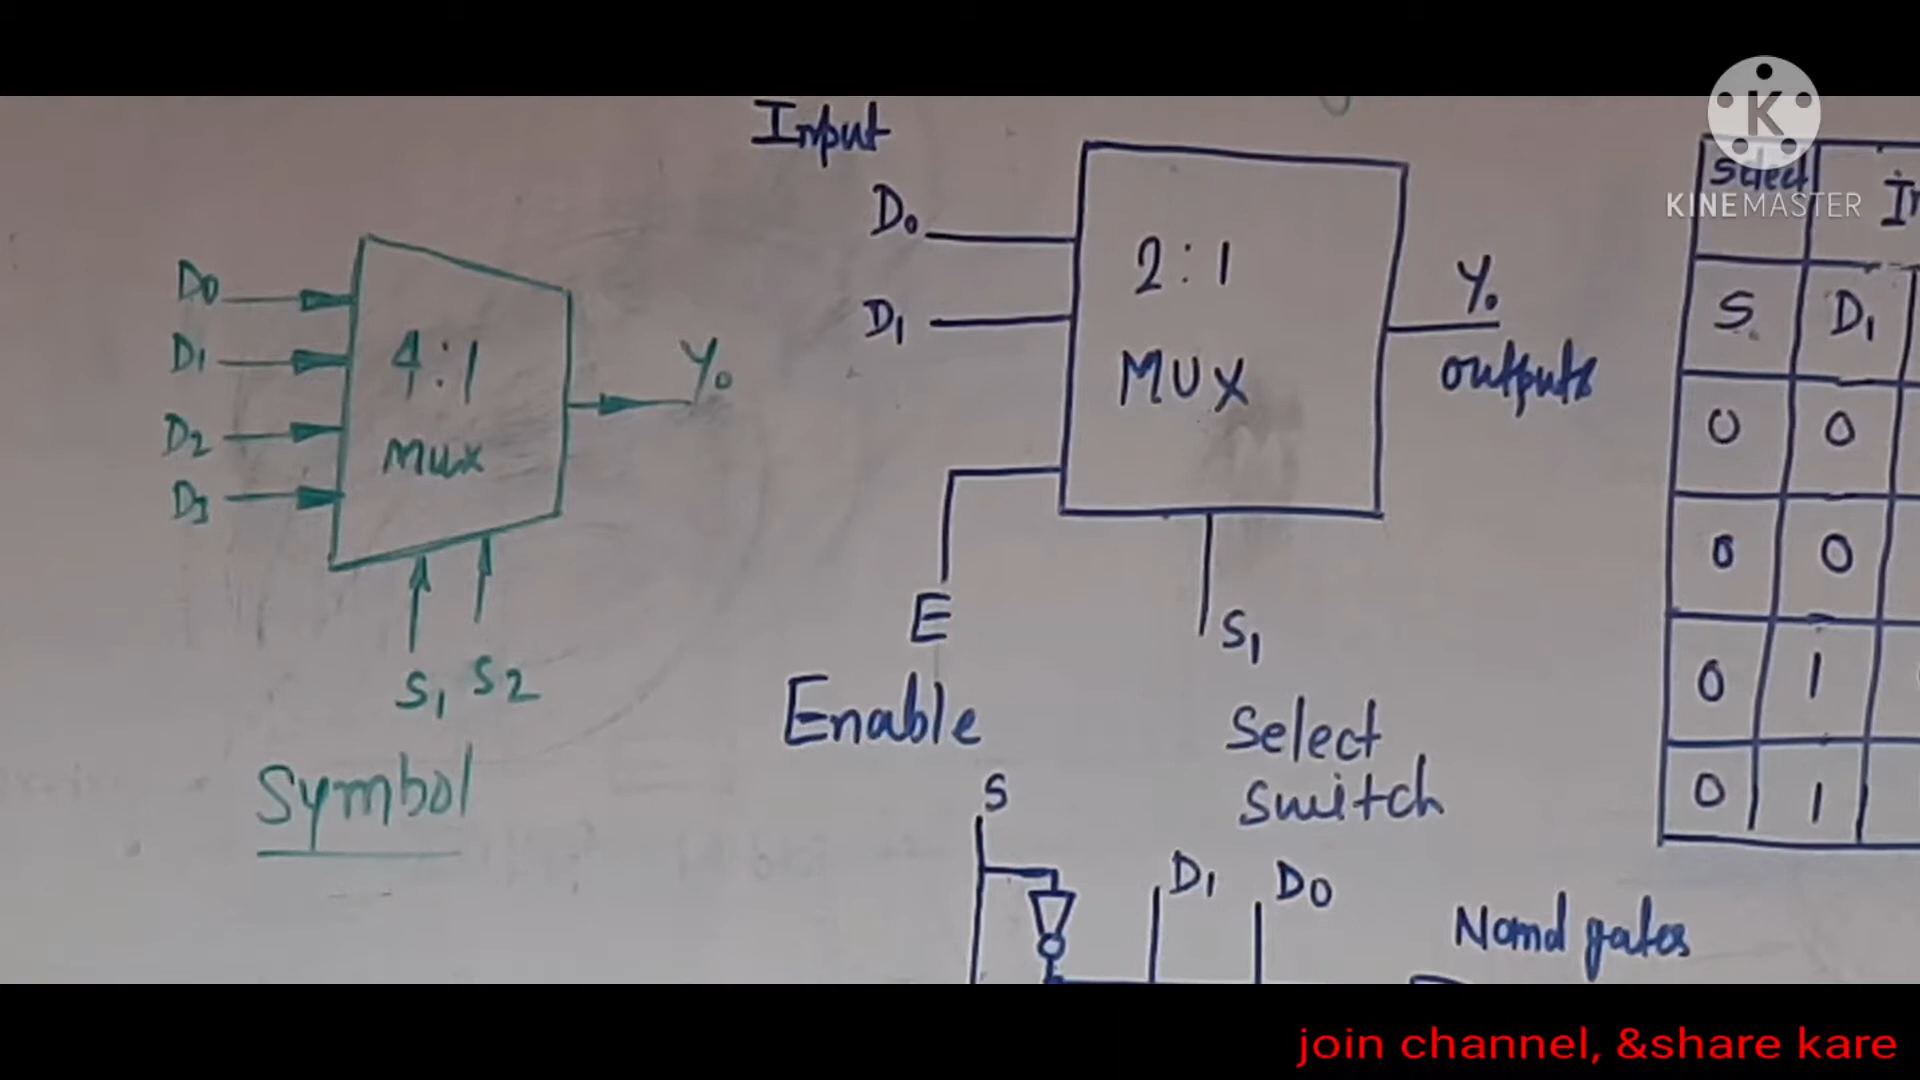 Input
D0
D1
2:1
MUX
Y0
outputs
E
Enable
S1
Select
Switch
D0
D1
D2
D3
4:1
Mux
Y0
S1 S2
Symbol
Select
S D1
0 0
0 0
0 1
0 1
S
D1 D0
Nomd gates
K
KINEMASTER
join channel, &share kare